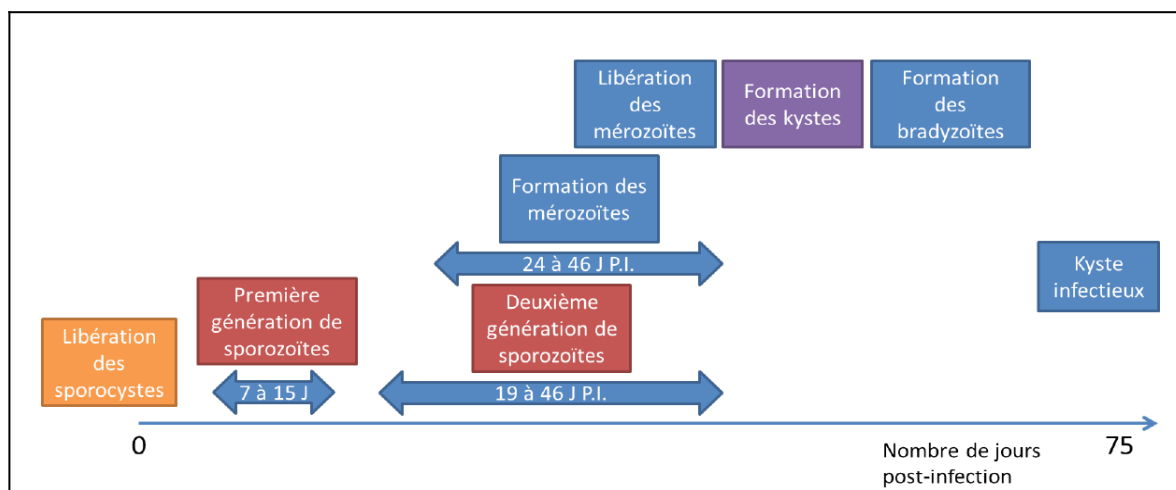 Libération
des
mérozoïtes
Formation
des kystes
Formation
des
bradyzoïtes
Formation des
mérozoïtes
24 à 46 J P.I.
Kyste
infectieux
Première
génération de
sporozoïtes
Deuxième
génération de
sporozoïtes
Libération
des
sporocystes
7 à 15 J
19 à 46 J P.I.
0
Nombre de jours
post-infection
75